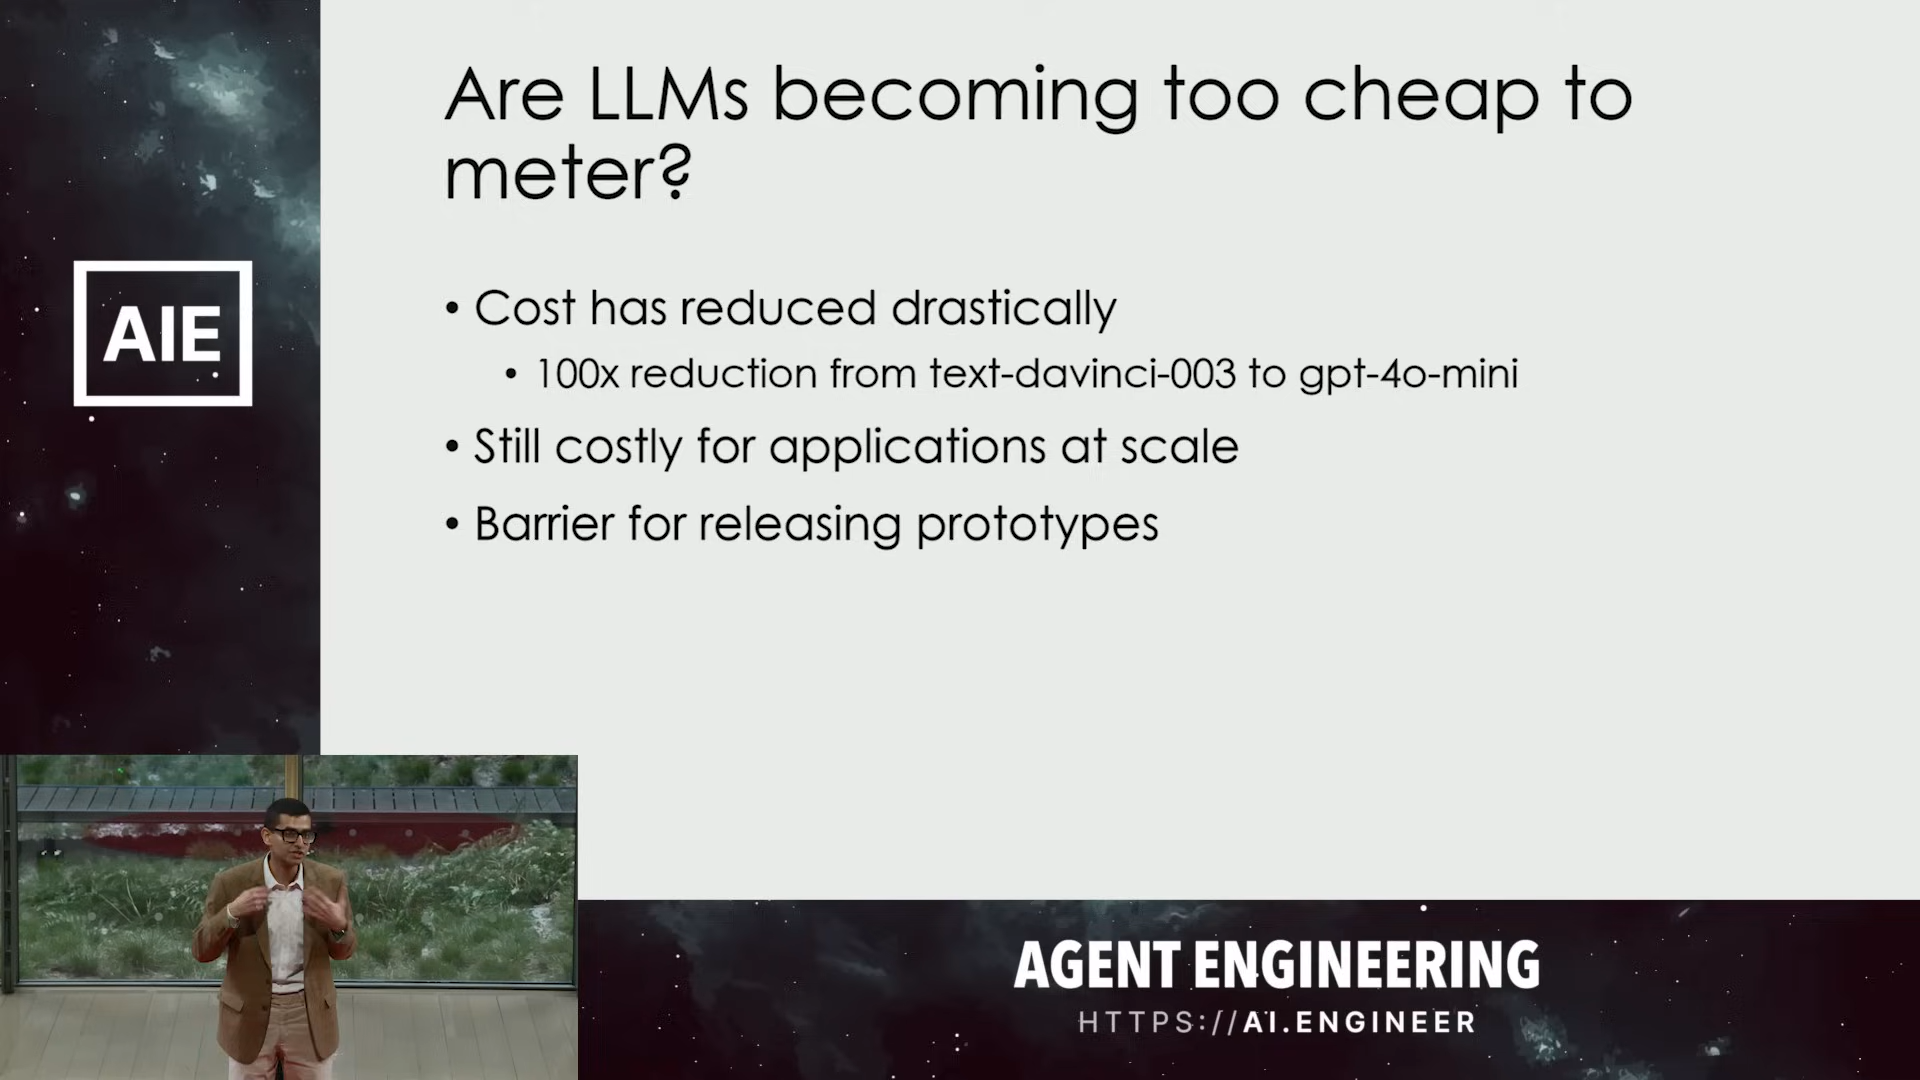 Are LLMs becoming too cheap to
meter?
• Cost has reduced drastically
• 100x reduction from text-davinci-003 to gpt-4o-mini
• Still costly for applications at scale
• Barrier for releasing prototypes
AIE
AGENT ENGINEERING
HTTPS://AI.ENGINEER